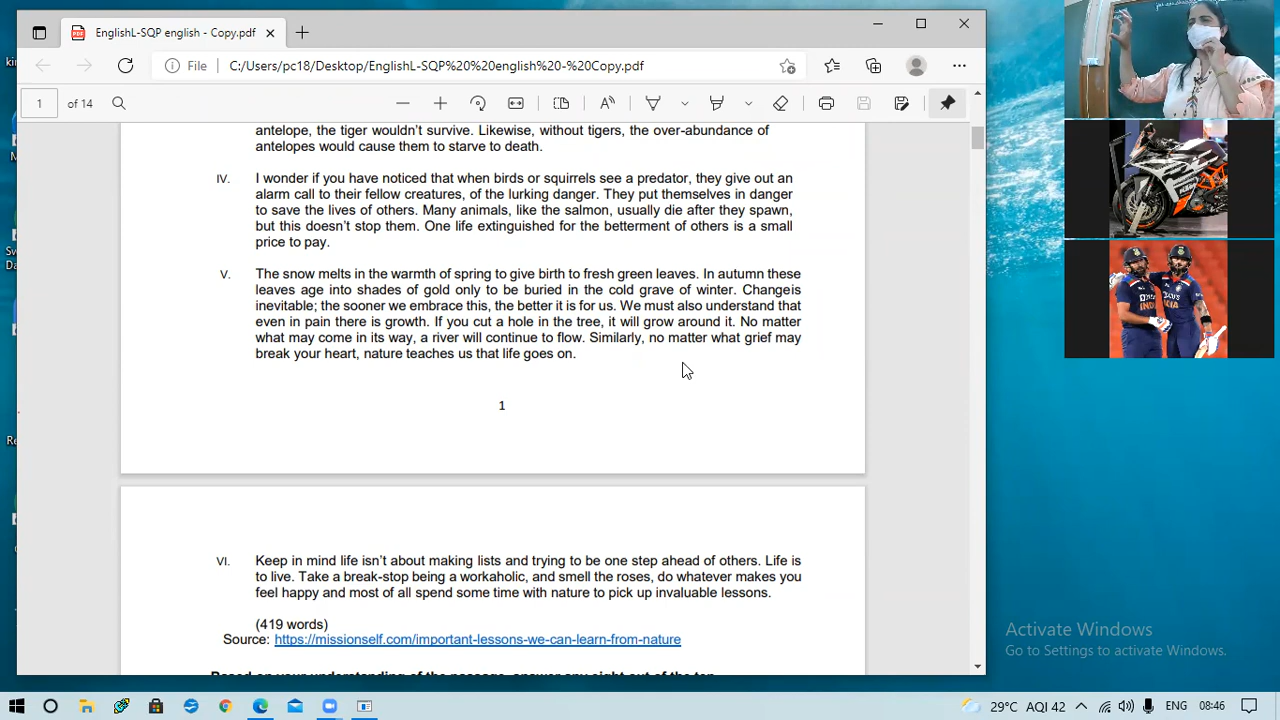 EnglishL-SQP english - Copy.pdf
File C:/Users/pc18/Desktop/EnglishL-SQP%20%20english%20-%20Copy.pdf
1 of 14
antelope, the tiger wouldn't survive. Likewise, without tigers, the over-abundance of
antelopes would cause them to starve to death.
IV. I wonder if you have noticed that when birds or squirrels see a predator, they give out an
alarm call to their fellow creatures, of the lurking danger. They put themselves in danger
to save the lives of others. Many animals, like the salmon, usually die after they spawn,
but this doesn't stop them. One life extinguished for the betterment of others is a small
price to pay.
V. The snow melts in the warmth of spring to give birth to fresh green leaves. In autumn these
leaves age into shades of gold only to be buried in the cold grave of winter. Changeis
inevitable; the sooner we embrace this, the better it is for us. We must also understand that
even in pain there is growth. If you cut a hole in the tree, it will grow around it. No matter
what may come in its way, a river will continue to flow. Similarly, no matter what grief may
break your heart, nature teaches us that life goes on.
1
VI. Keep in mind life isn't about making lists and trying to be one step ahead of others. Life is
to live. Take a break-stop being a workaholic, and smell the roses, do whatever makes you
feel happy and most of all spend some time with nature to pick up invaluable lessons.
(419 words)
Source: https://missionself.com/important-lessons-we-can-learn-from-nature
Based on your understanding of the passage, answer any eight out of the ten
INDIA
Activate Windows
Go to Settings to activate Windows.
29°C AQI 42 ENG 08:46